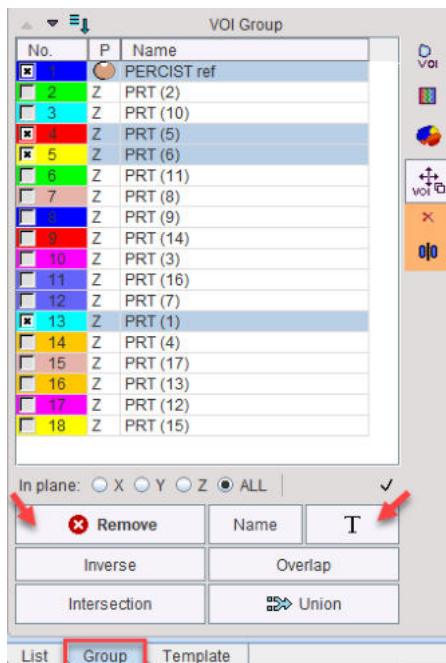 VOI Group
No. P Name
1 PERCIST ref
2 Z PRT (2)
3 Z PRT (10)
4 Z PRT (5)
5 Z PRT (6)
6 Z PRT (11)
7 Z PRT (8)
8 Z PRT (9)
9 Z PRT (14)
10 Z PRT (3)
11 Z PRT (16)
12 Z PRT (7)
13 Z PRT (1)
14 Z PRT (4)
15 Z PRT (17)
16 Z PRT (13)
17 Z PRT (12)
18 Z PRT (15)
VOI
VOI
0|0
In plane: X Y Z ALL
Remove Name T
Inverse Overlap
Intersection Union
List Group Template